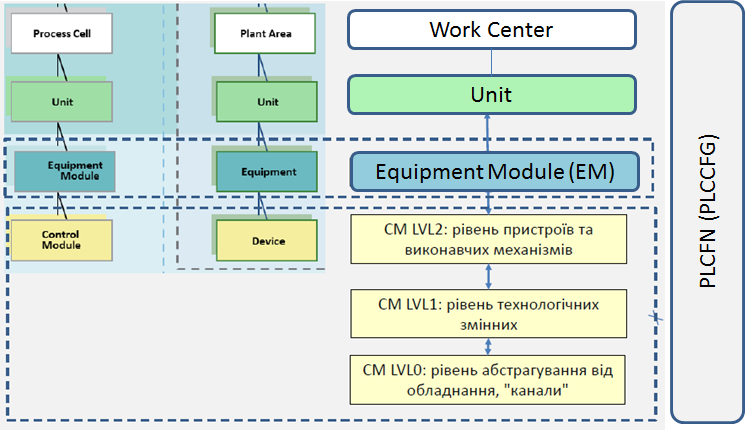 Process Cell
Plant Area
Work Center
Unit
Unit
Unit
Equipment
Module
Equipment
Equipment Module (EM)
Control
Module
Device
CM LVL2: рівень пристроїв та
виконавчих механізмів
CM LVL1: рівень технологічних
змінних
CM LVL0: рівень абстрагування від
обладнання, "канали"
PLCFN (PLCCFG)